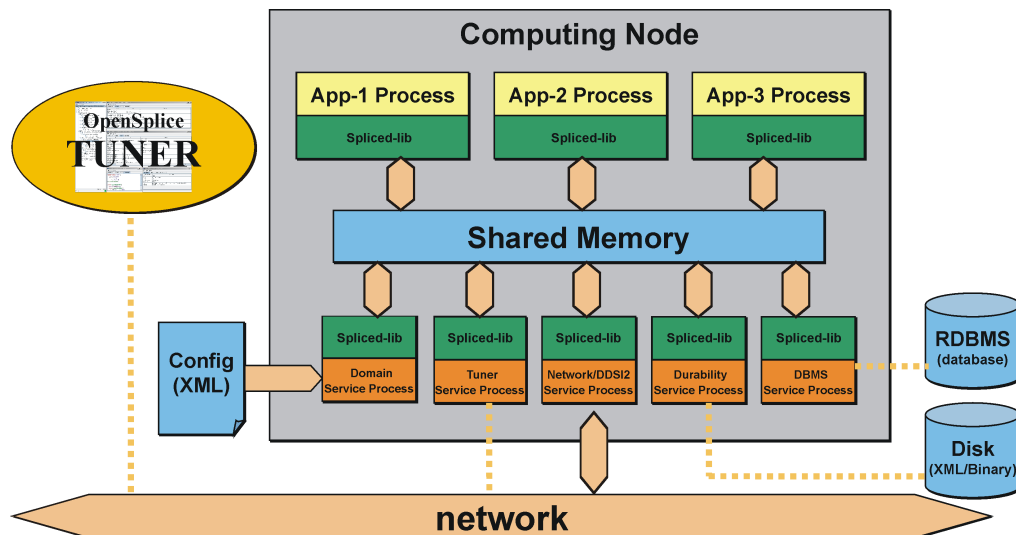 Computing Node
OpenSplice
TUNER
App-1 Process
Spliced-lib
App-2 Process
Spliced-lib
App-3 Process
Spliced-lib
Shared Memory
Config
(XML)
Spliced-lib
Domain
Service Process
Spliced-lib
Tuner
Service Process
Spliced-lib
Network/DDSI2
Service Process
Spliced-lib
Durability
Service Process
Spliced-lib
DBMS
Service Process
RDBMS
(database)
Disk
(XML/Binary)
network